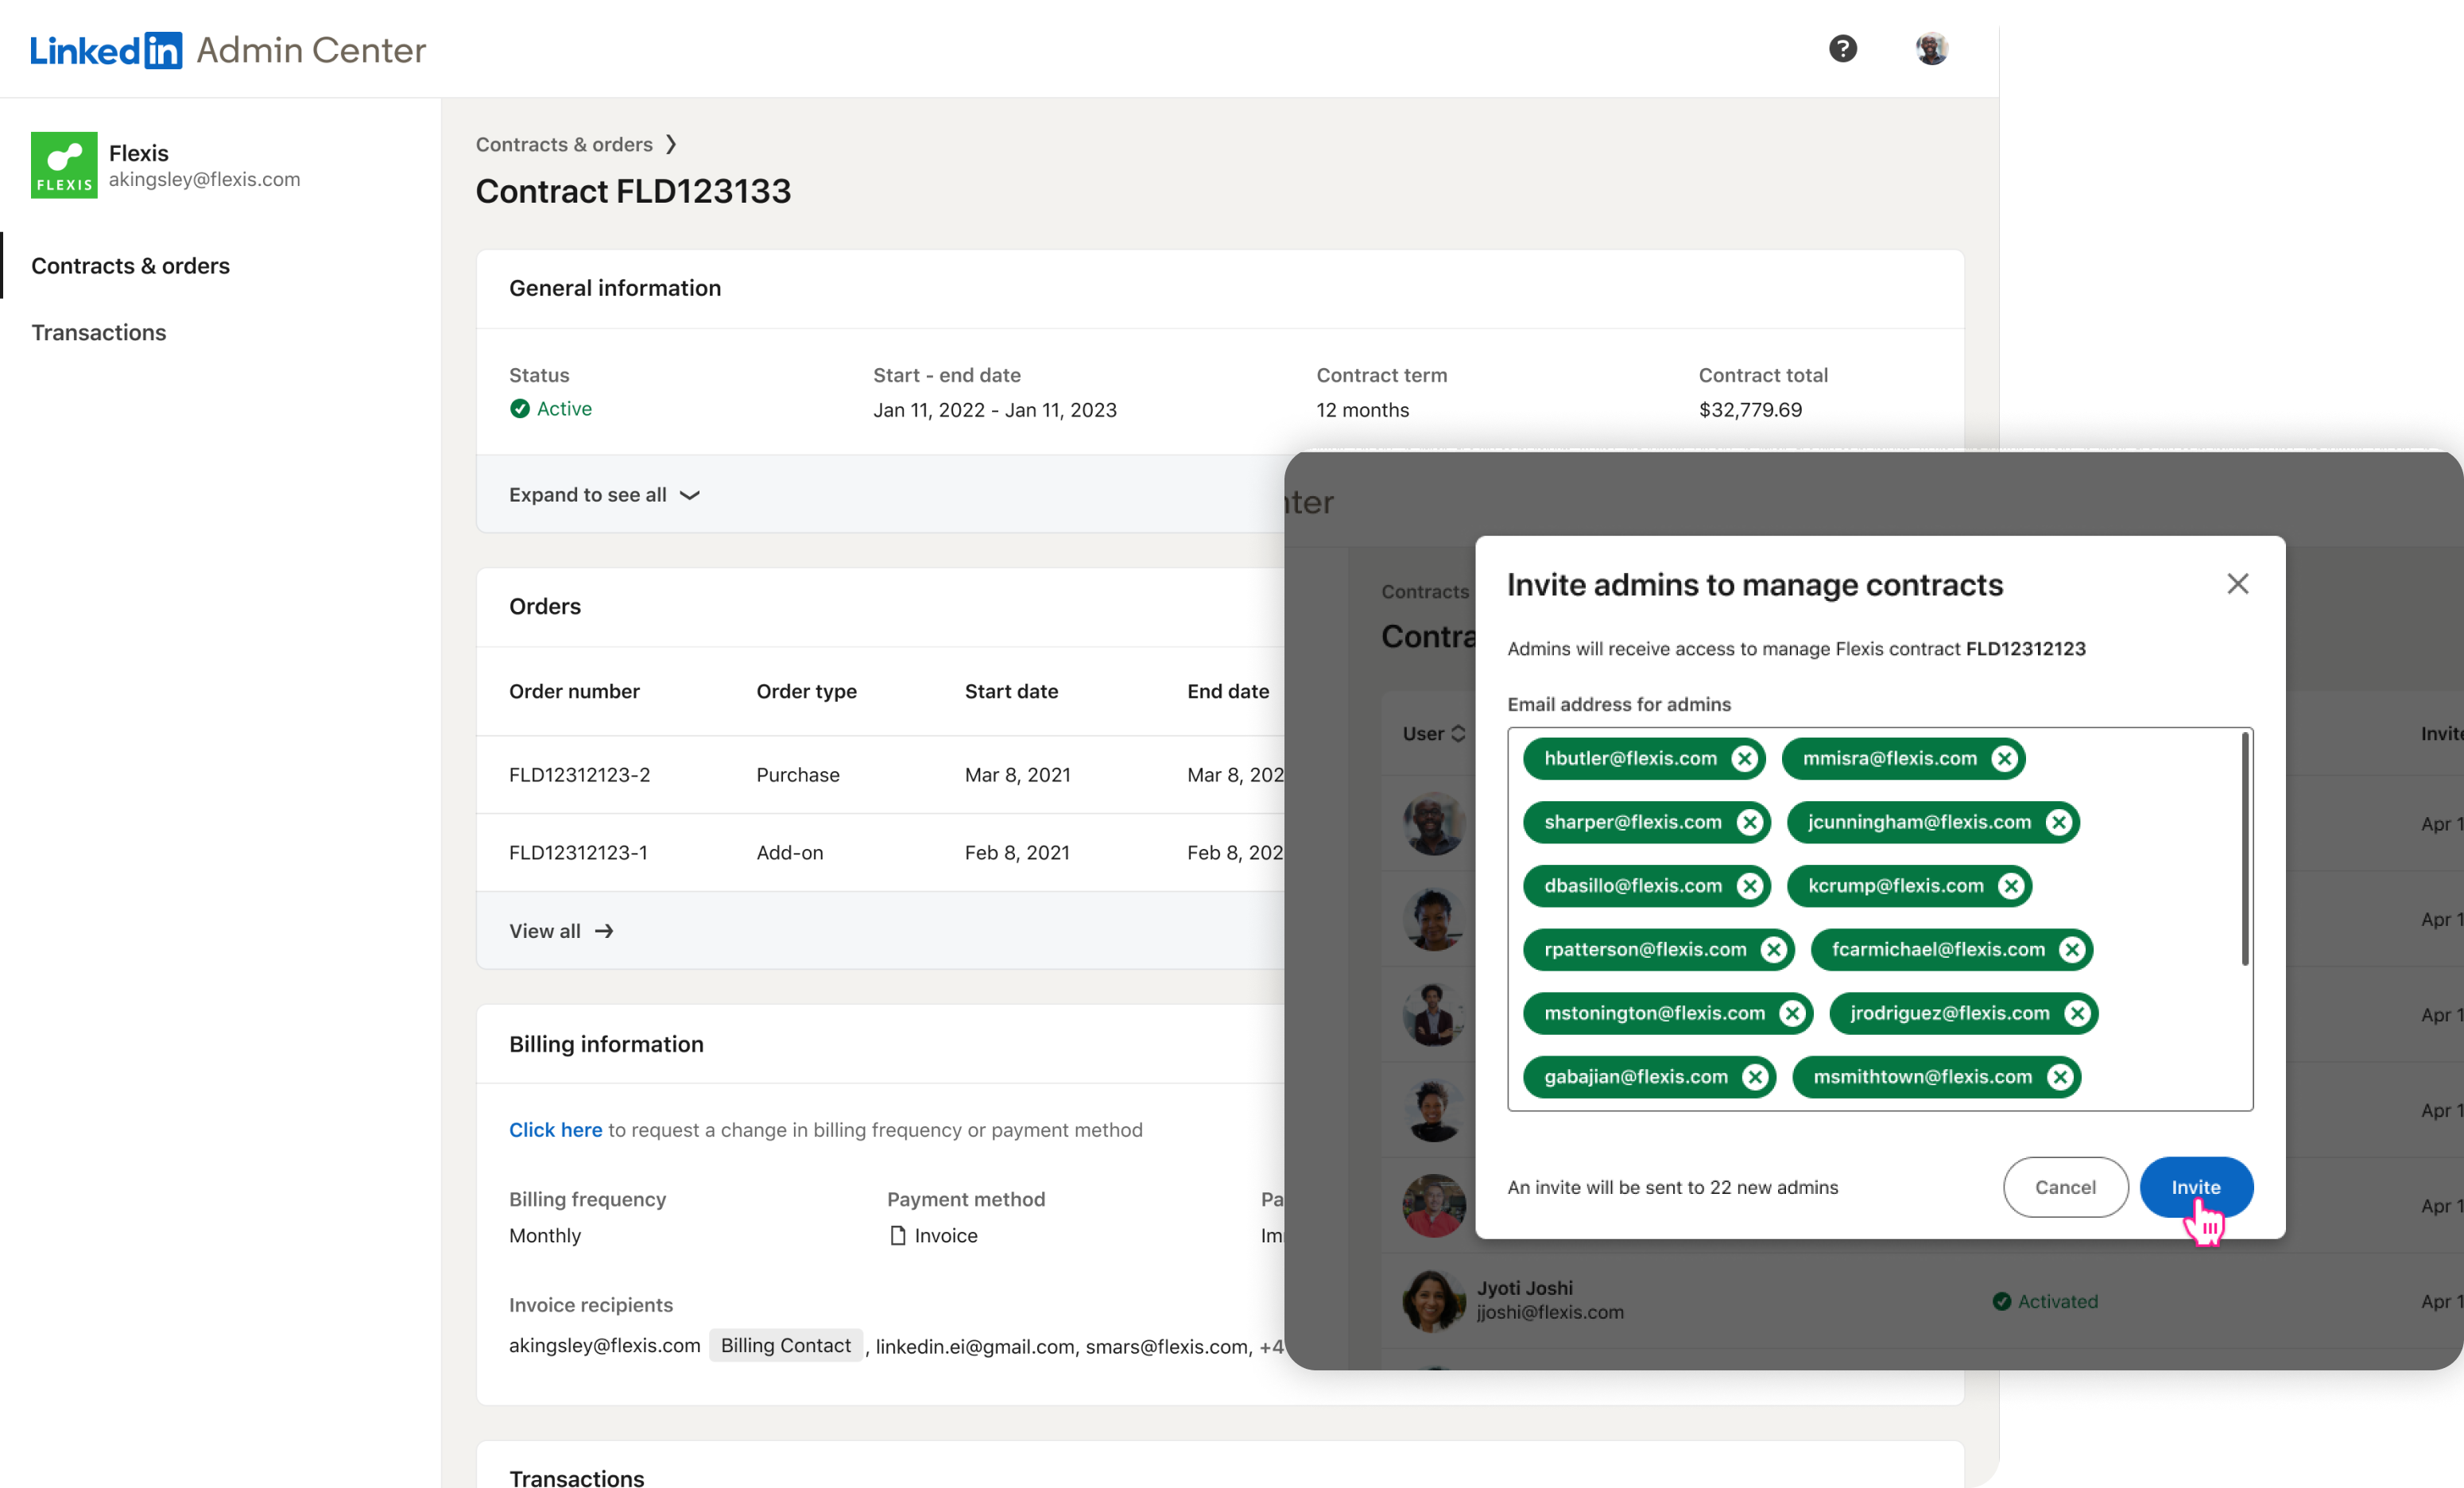 LinkedIn Admin Center
?
FLEXIS
Flexis
akingsley@flexis.com
Contracts & orders
Transactions
Contracts & orders
Contract FLD123133
General information
Status Start - end date Contract term Contract total
Active Jan 11, 2022 - Jan 11, 2023 12 months $32,779.69
Expand to see all
Orders
Order number Order type Start date End date
FLD12312123-2 Purchase Mar 8, 2021 Mar 8, 202
FLD12312123-1 Add-on Feb 8, 2021 Feb 8, 202
View all
Billing information
Click here to request a change in billing frequency or payment method
Billing frequency Payment method Pa
Monthly Invoice Im
Invoice recipients
akingsley@flexis.com Billing Contact , linkedin.ei@gmail.com, smars@flexis.com, +4
Transactions
nter
Contracts
Contra
User Invite
Apr 1
Apr 1
Apr 1
Apr 1
Apr 1
Jyoti Joshi
jjoshi@flexis.com Activated Apr 1
Invite admins to manage contracts
Admins will receive access to manage Flexis contract FLD12312123
Email address for admins
hbutler@flexis.com mmisra@flexis.com
sharper@flexis.com jcunningham@flexis.com
dbasillo@flexis.com kcrump@flexis.com
rpatterson@flexis.com fcarmichael@flexis.com
mstonington@flexis.com jrodriguez@flexis.com
gabajian@flexis.com msmithtown@flexis.com
An invite will be sent to 22 new admins Cancel Invite